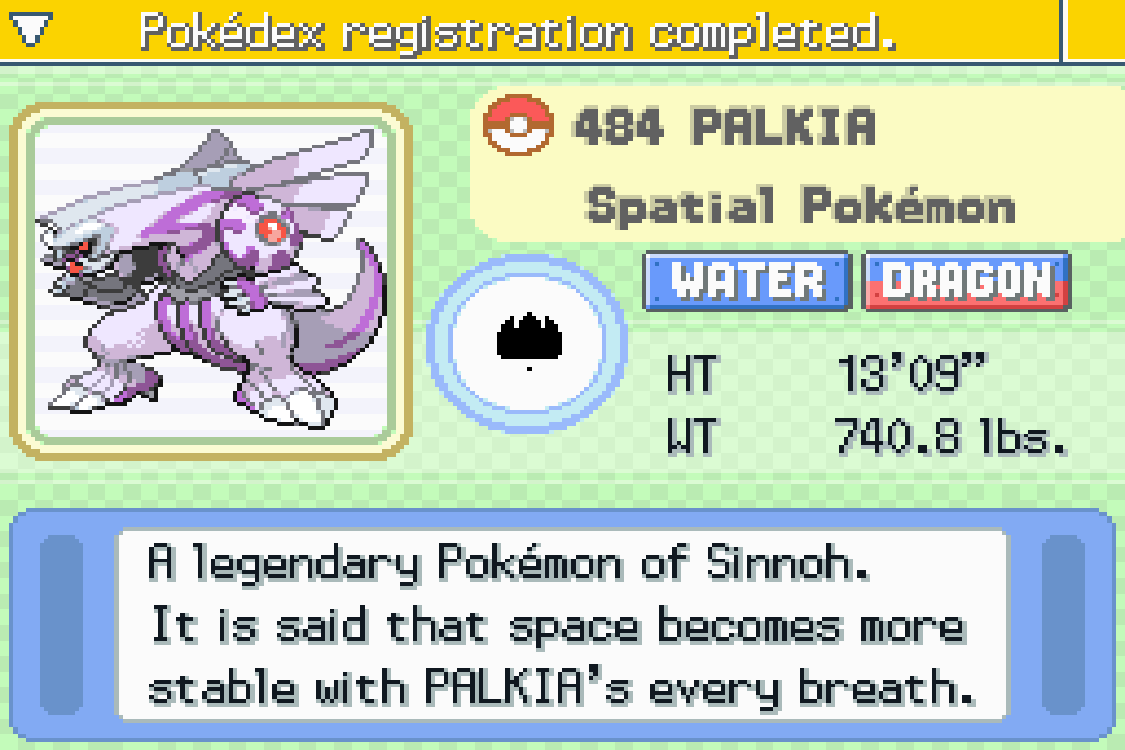 Pokédex registration completed.
484 PALKIA
Spatial Pokémon
WATER DRAGON
HT 13'09"
WT 740.8 lbs.
A legendary Pokémon of Sinnoh.
It is said that space becomes more
stable with PALKIA's every breath.